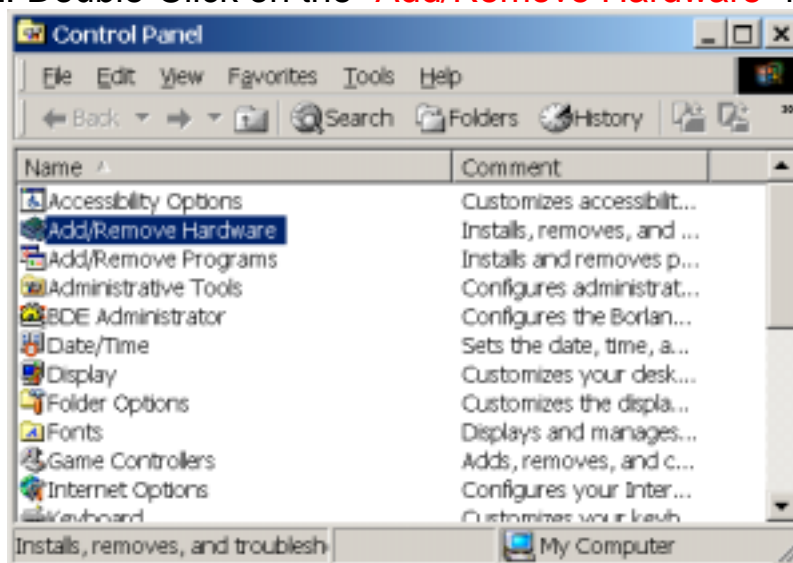 . Double-Click on the "Add/Remove Hardware"
Control Panel
File Edit View Favorites Tools Help
Back Search Folders History »
Name Comment
Accessibility Options Customizes accessibilit...
Add/Remove Hardware Installs, removes, and ...
Add/Remove Programs Installs and removes p...
Administrative Tools Configures administrat...
BDE Administrator Configures the Borlan...
Date/Time Sets the date, time, a...
Display Customizes your desk...
Folder Options Customizes the displa...
Fonts Displays and manages...
Game Controllers Adds, removes, and c...
Internet Options Configures your Inter...
Keyboard Customizes your keyb
Installs, removes, and troublesh My Computer